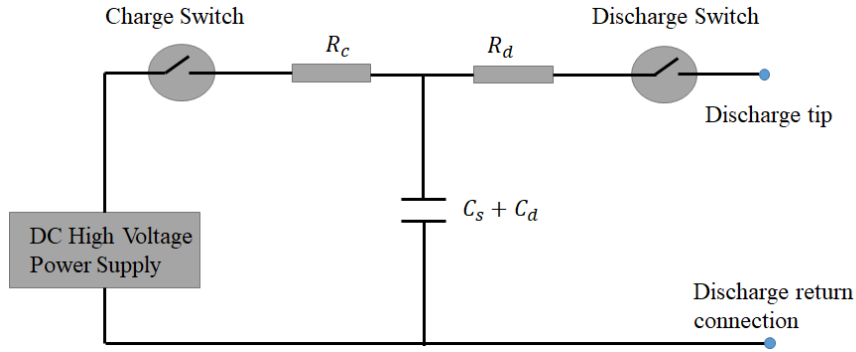 Charge Switch
Discharge Switch
R_c
R_d
Discharge tip
C_s + C_d
DC High Voltage
Power Supply
Discharge return
connection